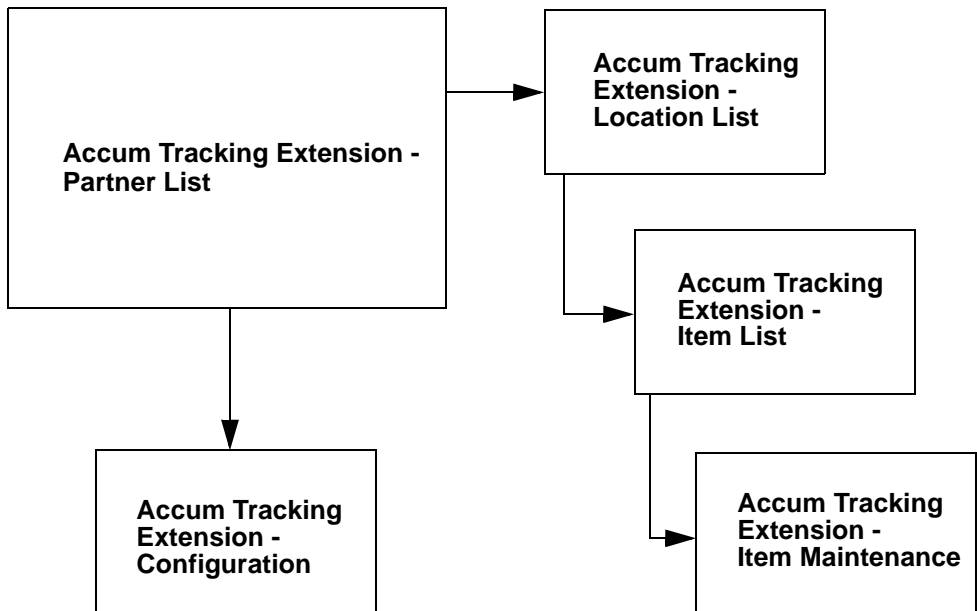 Accum Tracking Extension -
Partner List
Accum Tracking
Extension -
Location List
Accum Tracking
Extension -
Item List
Accum Tracking
Extension -
Configuration
Accum Tracking
Extension -
Item Maintenance